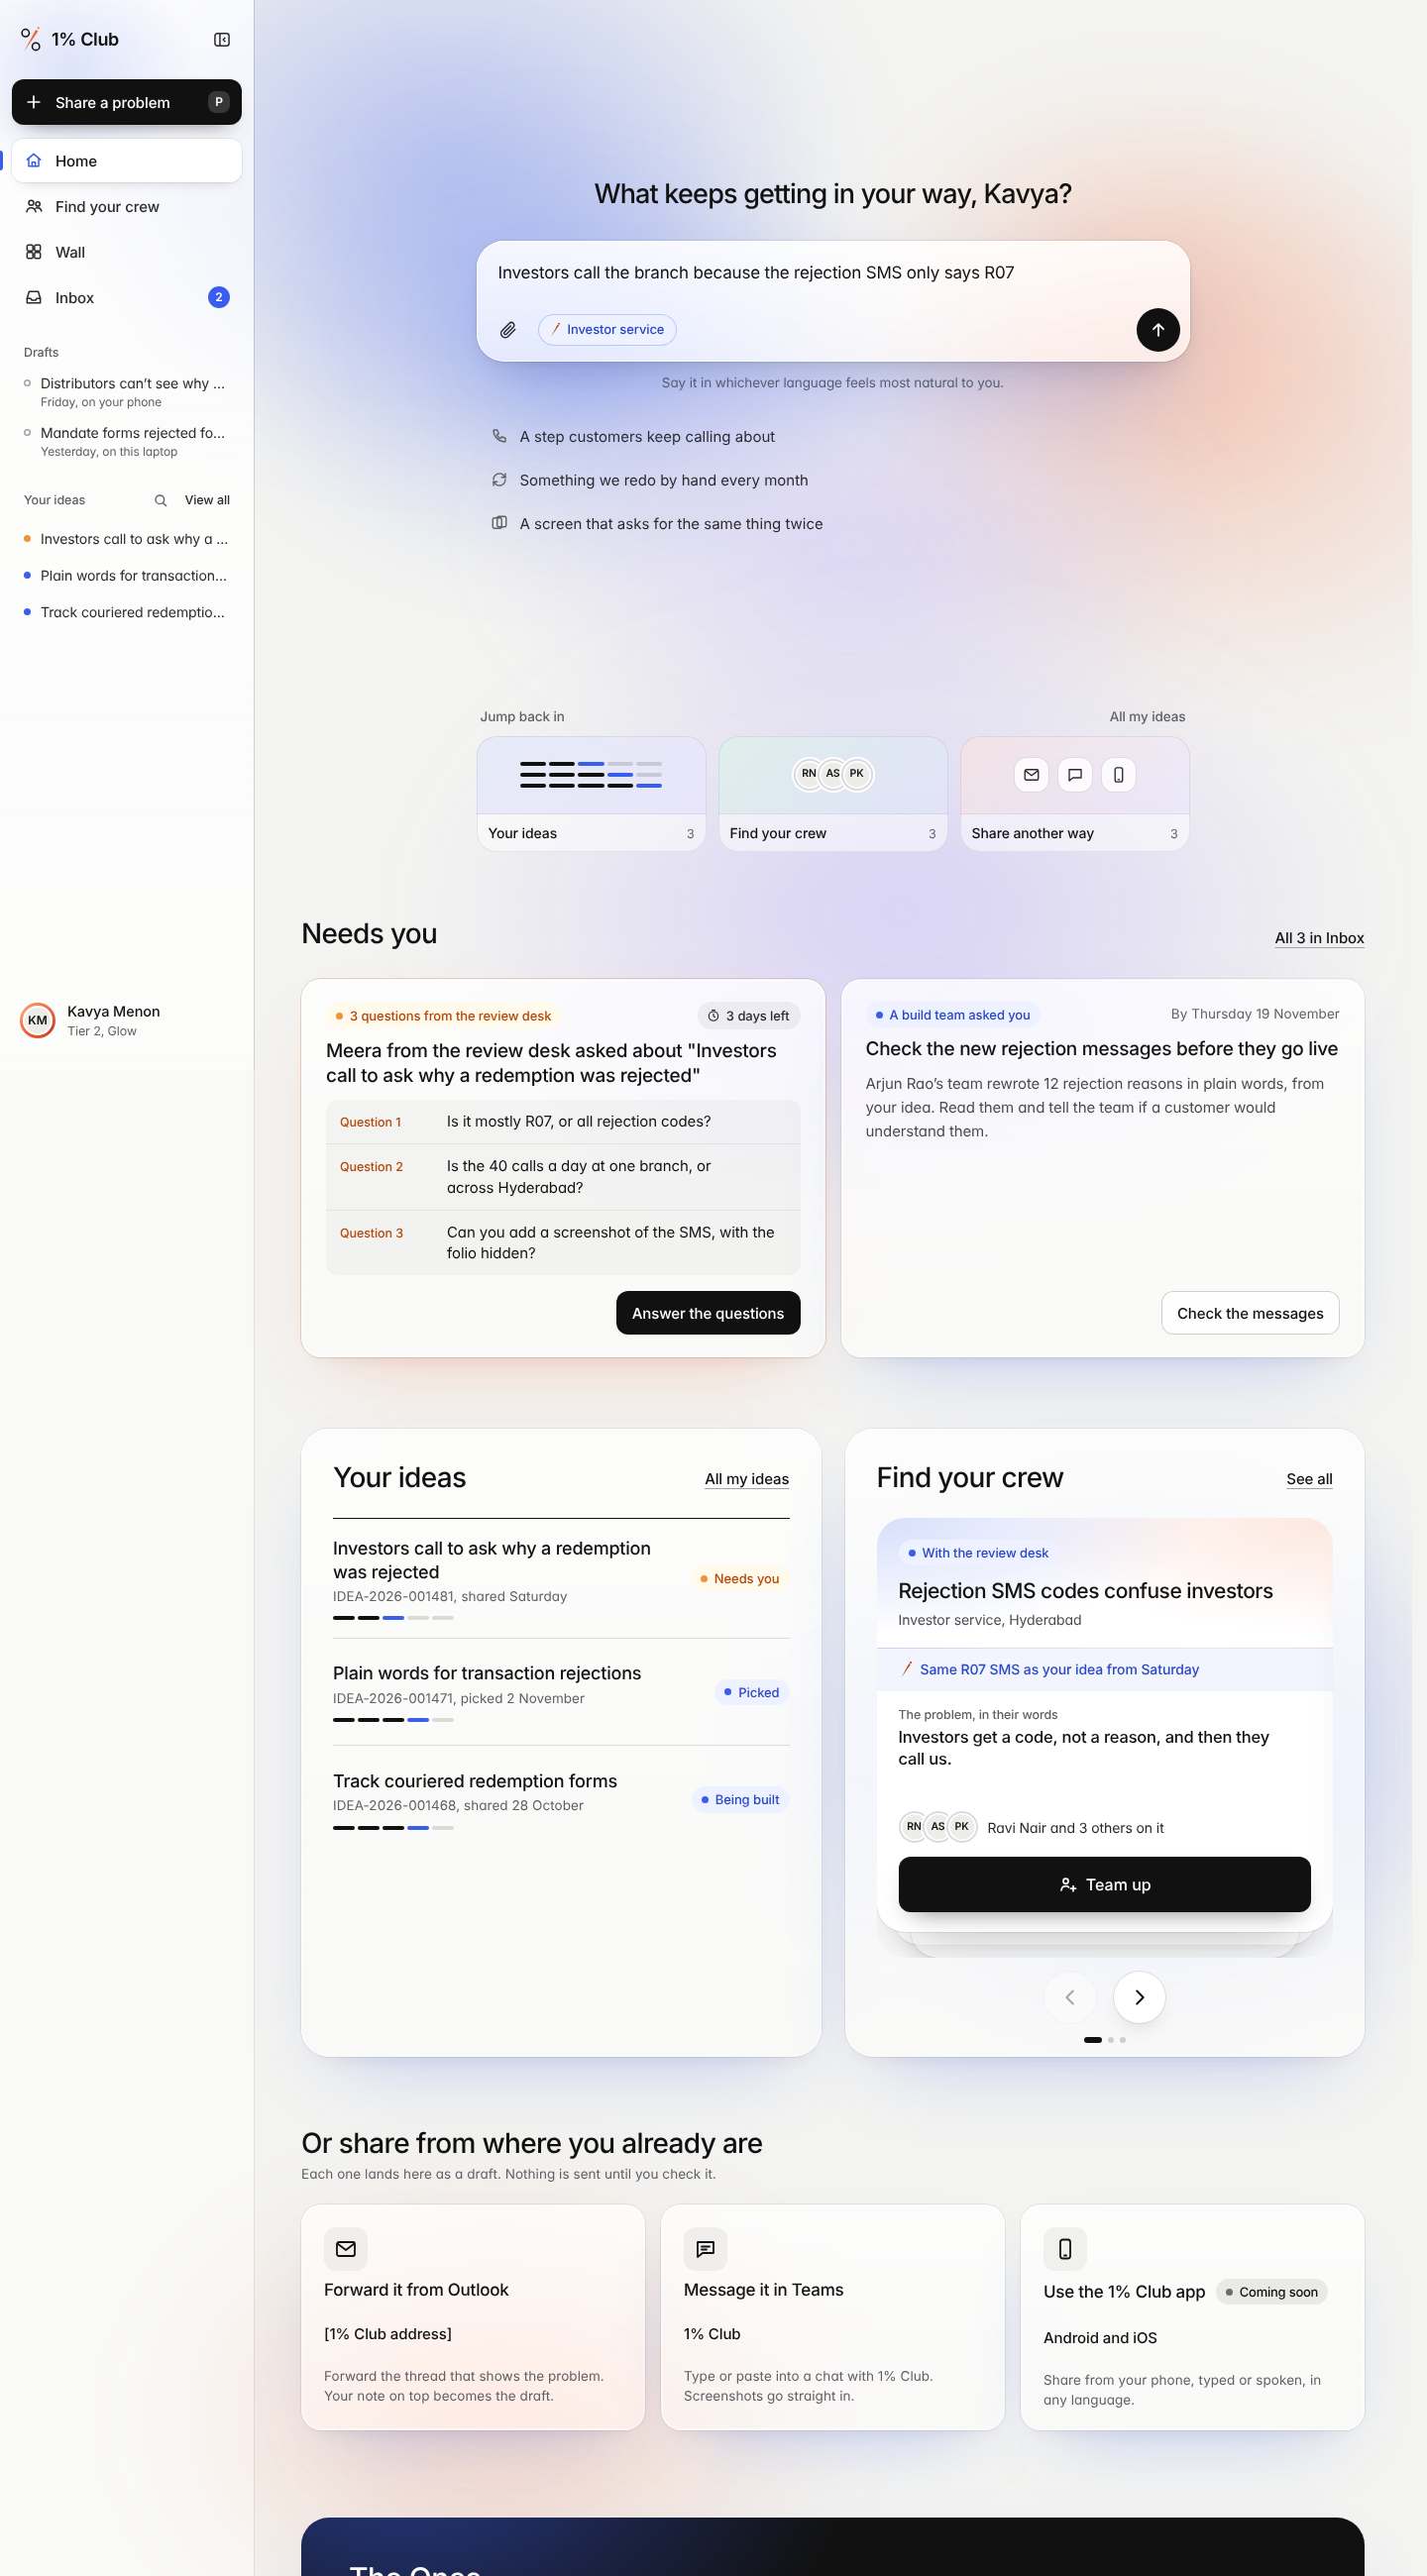 1% Club
Share a problem P
Home
Find your crew
Wall
Inbox 2
Drafts
Distributors can’t see why ...
Friday, on your phone
Mandate forms rejected fo...
Yesterday, on this laptop
Your ideas View all
Investors call to ask why a ...
Plain words for transaction...
Track couriered redemptio...
KM
Kavya Menon
Tier 2, Glow
What keeps getting in your way, Kavya?
Investors call the branch because the rejection SMS only says R07
Investor service
Say it in whichever language feels most natural to you.
A step customers keep calling about
Something we redo by hand every month
A screen that asks for the same thing twice
Jump back in All my ideas
RN AS PK
Your ideas 3
Find your crew 3
Share another way 3
Needs you
All 3 in Inbox
3 questions from the review desk 3 days left
Meera from the review desk asked about "Investors
call to ask why a redemption was rejected"
Question 1 Is it mostly R07, or all rejection codes?
Question 2 Is the 40 calls a day at one branch, or
across Hyderabad?
Question 3 Can you add a screenshot of the SMS, with the
folio hidden?
Answer the questions
A build team asked you By Thursday 19 November
Check the new rejection messages before they go live
Arjun Rao’s team rewrote 12 rejection reasons in plain words, from
your idea. Read them and tell the team if a customer would
understand them.
Check the messages
Your ideas All my ideas
Investors call to ask why a redemption
was rejected
IDEA-2026-001481, shared Saturday
Needs you
Plain words for transaction rejections
IDEA-2026-001471, picked 2 November
Picked
Track couriered redemption forms
IDEA-2026-001468, shared 28 October
Being built
Find your crew See all
With the review desk
Rejection SMS codes confuse investors
Investor service, Hyderabad
Same R07 SMS as your idea from Saturday
The problem, in their words
Investors get a code, not a reason, and then they
call us.
RN AS PK Ravi Nair and 3 others on it
Team up
Or share from where you already are
Each one lands here as a draft. Nothing is sent until you check it.
Forward it from Outlook
[1% Club address]
Forward the thread that shows the problem.
Your note on top becomes the draft.
Message it in Teams
1% Club
Type or paste into a chat with 1% Club.
Screenshots go straight in.
Use the 1% Club app Coming soon
Android and iOS
Share from your phone, typed or spoken, in
any language.